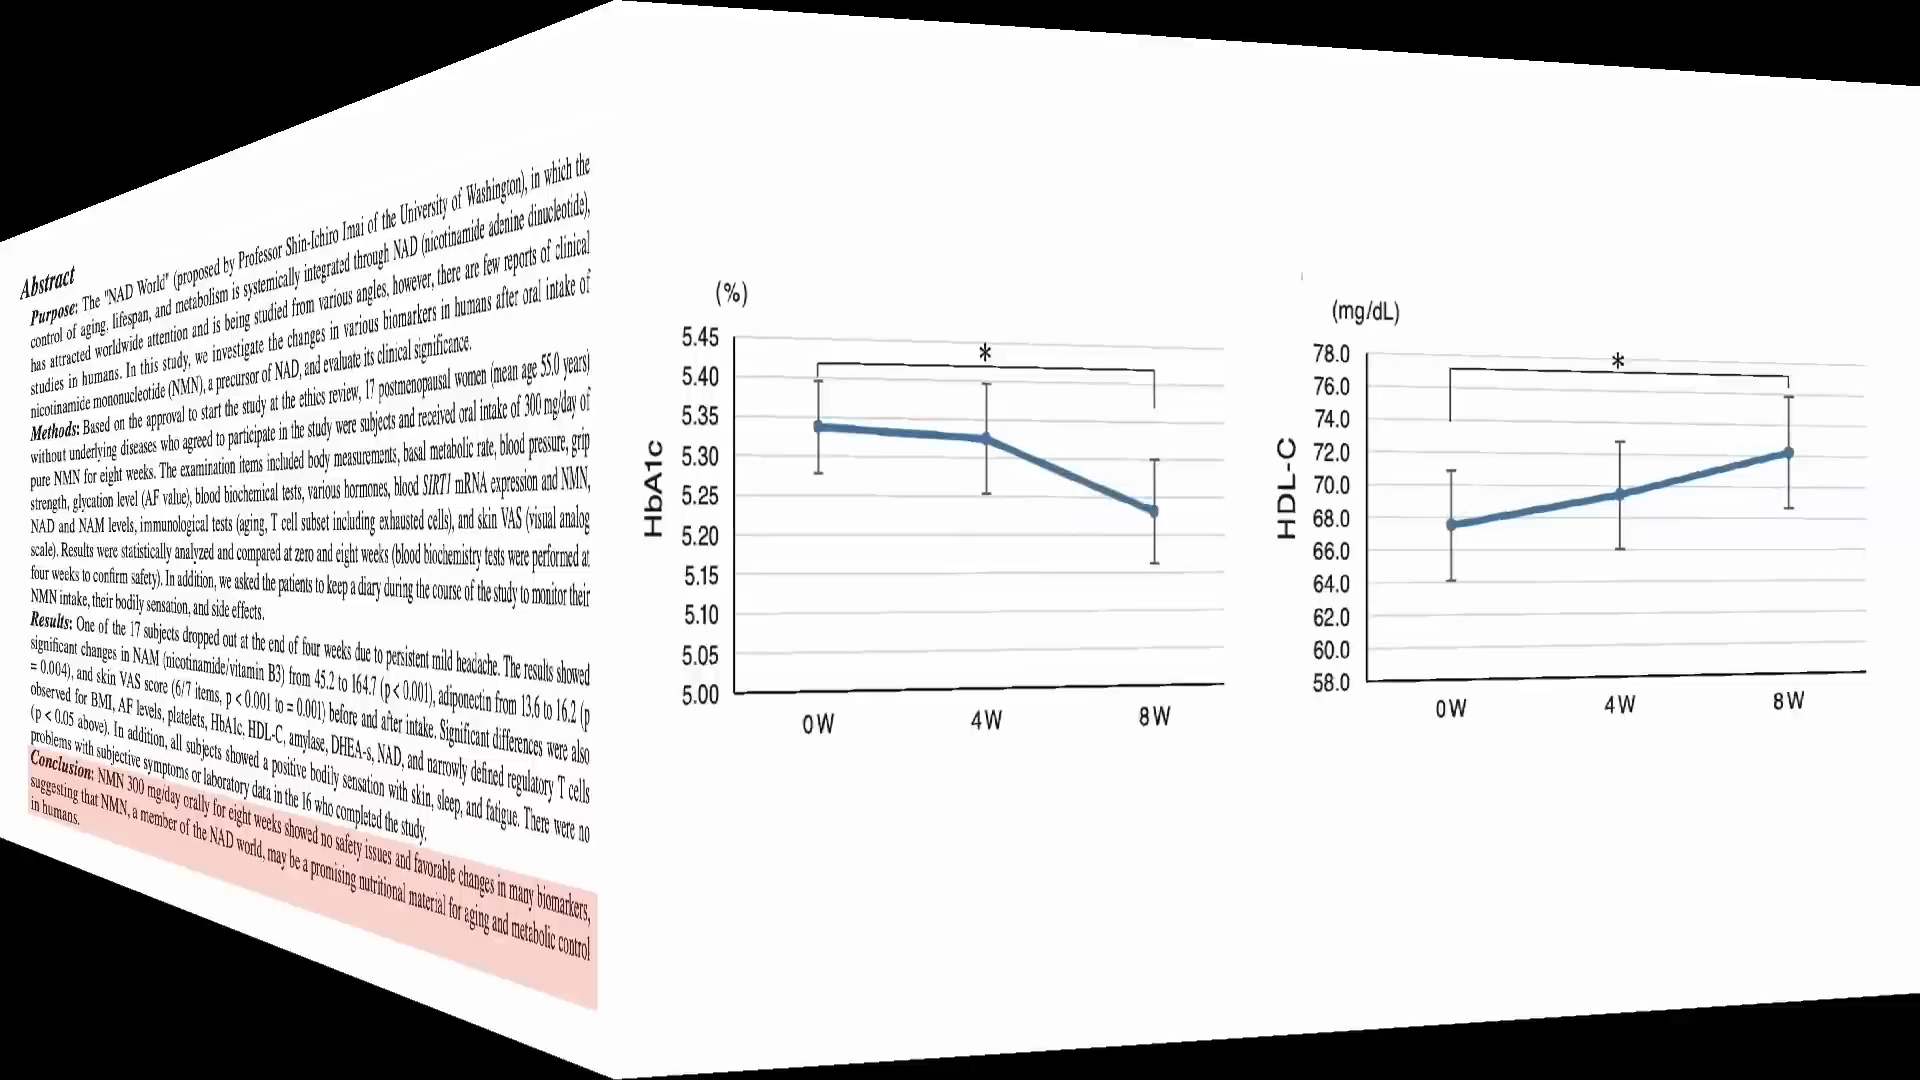 Abstract
Purpose: The "NAD World" (proposed by Professor Shin-Ichiro Imai of the University of Washington), in which the
control of aging, lifespan, and metabolism is systemically integrated through NAD (nicotinamide adenine dinucleotide),
has attracted worldwide attention and is being studied from various angles, however, there are few reports of clinical
studies in humans. In this study, we investigate the changes in various biomarkers in humans after oral intake of
nicotinamide mononucleotide (NMN), a precursor of NAD, and evaluate its clinical significance.
Methods: Based on the approval to start the study at the ethics review, 17 postmenopausal women (mean age 55.0 years)
without underlying diseases who agreed to participate in the study were subjects and received oral intake of 300 mg/day of
pure NMN for eight weeks. The examination items included body measurements, basal metabolic rate, blood pressure, grip
strength, glycation level (AF value), blood biochemical tests, various hormones, blood SIRT1 mRNA expression and NMN,
NAD and NAM levels, immunological tests (aging, T cell subset including exhausted cells), and skin VAS (visual analog
scale). Results were statistically analyzed and compared at zero and eight weeks (blood biochemistry tests were performed at
four weeks to confirm safety). In addition, we asked the patients to keep a diary during the course of the study to monitor their
NMN intake, their bodily sensation, and side effects.
Results: One of the 17 subjects dropped out at the end of four weeks due to persistent mild headache. The results showed
significant changes in NAM (nicotinamide/vitamin B3) from 45.2 to 164.7 (p < 0.001), adiponectin from 13.6 to 16.2 (p
= 0.004), and skin VAS score (6/7 items, p < 0.001 to = 0.001) before and after intake. Significant differences were also
observed for BMI, AF levels, platelets, HbA1c, HDL-C, amylase, DHEA-s, NAD, and narrowly defined regulatory T cells
(p < 0.05 above). In addition, all subjects showed a positive bodily sensation with skin, sleep, and fatigue. There were no
problems with subjective symptoms or laboratory data in the 16 who completed the study.
Conclusion: NMN 300 mg/day orally for eight weeks showed no safety issues and favorable changes in many biomarkers,
suggesting that NMN, a member of the NAD world, may be a promising nutritional material for aging and metabolic control
in humans.
(%)
HbA1c
5.45
5.40
5.35
5.30
5.25
5.20
5.15
5.10
5.05
5.00
*
0W 4W 8W
(mg/dL)
HDL-C
78.0
76.0
74.0
72.0
70.0
68.0
66.0
64.0
62.0
60.0
58.0
*
0W 4W 8W